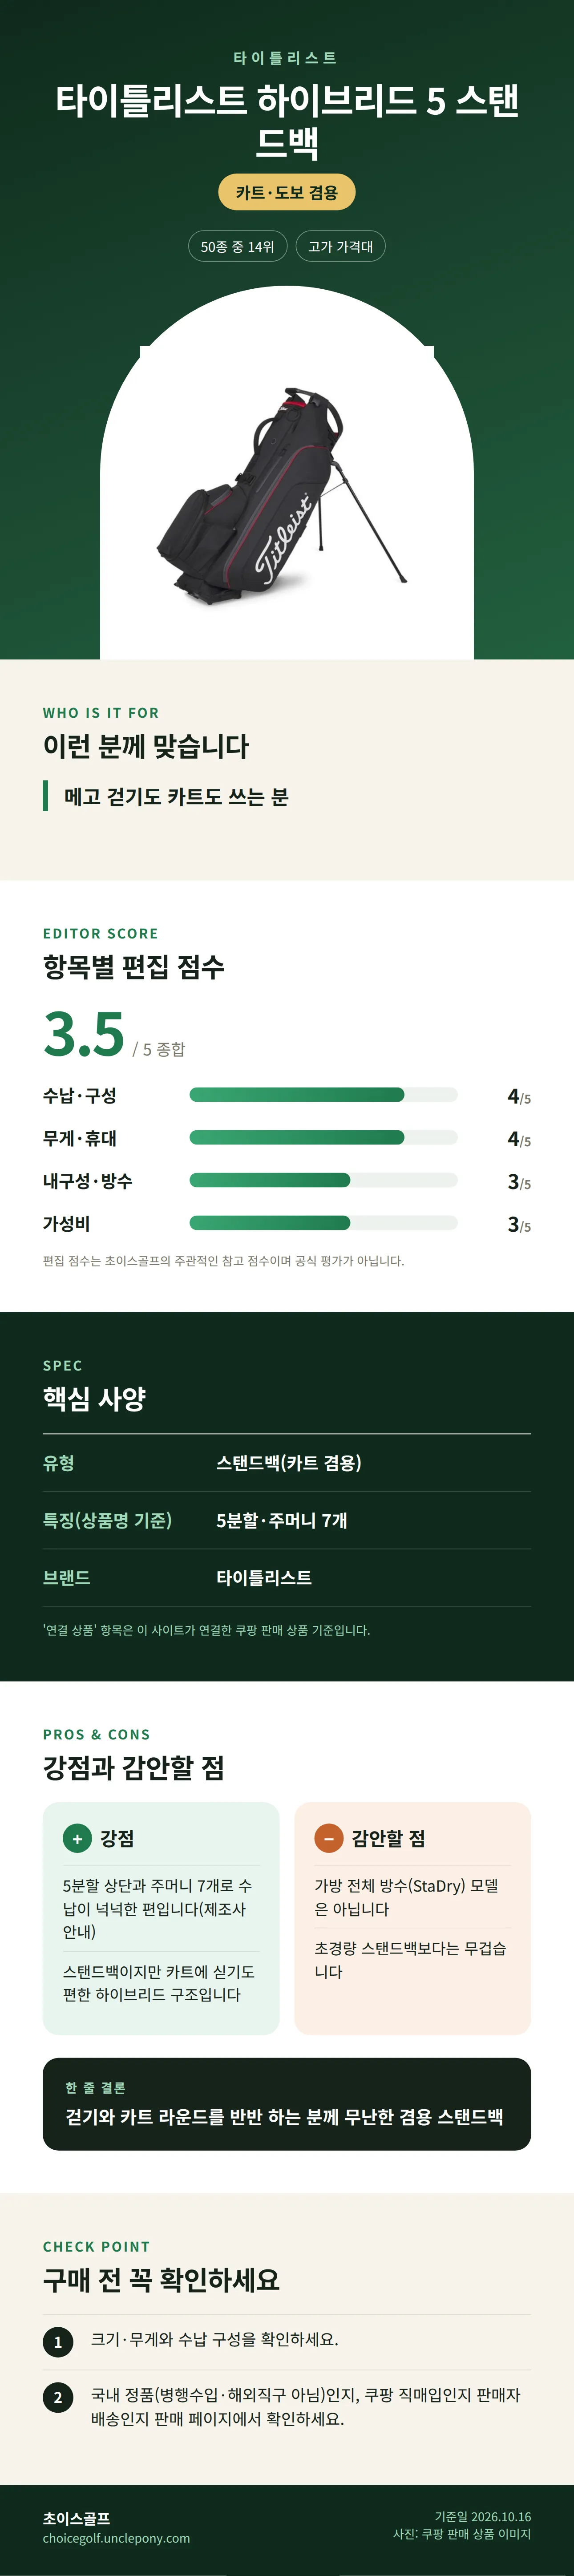 타이틀리스트
타이틀리스트 하이브리드 5 스탠
드백
카트·도보 겸용
50종 중 14위
고가 가격대
Titleist
WHO IS IT FOR
이런 분께 맞습니다
메고 걷기도 카트도 쓰는 분
EDITOR SCORE
항목별 편집 점수
3.5 / 5 종합
수납·구성 4/5
무게·휴대 4/5
내구성·방수 3/5
가성비 3/5
편집 점수는 초이스골프의 주관적인 참고 점수이며 공식 평가가 아닙니다.
SPEC
핵심 사양
유형 스탠드백(카트 겸용)
특징(상품명 기준) 5분할·주머니 7개
브랜드 타이틀리스트
'연결 상품' 항목은 이 사이트가 연결한 쿠팡 판매 상품 기준입니다.
PROS & CONS
강점과 감안할 점
+ 강점
5분할 상단과 주머니 7개로 수
납이 넉넉한 편입니다(제조사
안내)
스탠드백이지만 카트에 싣기도
편한 하이브리드 구조입니다
− 감안할 점
가방 전체 방수(StaDry) 모델
은 아닙니다
초경량 스탠드백보다는 무겁습
니다
한 줄 결론
걷기와 카트 라운드를 반반 하는 분께 무난한 겸용 스탠드백
CHECK POINT
구매 전 꼭 확인하세요
1 크기·무게와 수납 구성을 확인하세요.
2 국내 정품(병행수입·해외직구 아님)인지, 쿠팡 직매입인지 판매자
배송인지 판매 페이지에서 확인하세요.
초이스골프
choicegolf.unclepony.com
기준일 2026.10.16
사진: 쿠팡 판매 상품 이미지